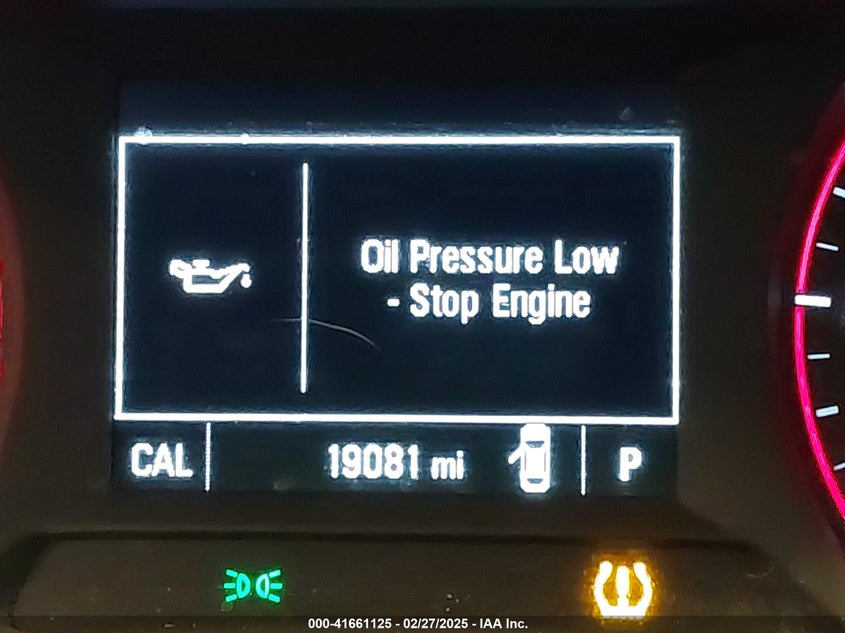 Oil Pressure Low
- Stop Engine
CAL 19081 mi P
000-41661125 - 02/27/2025 - IAA Inc.